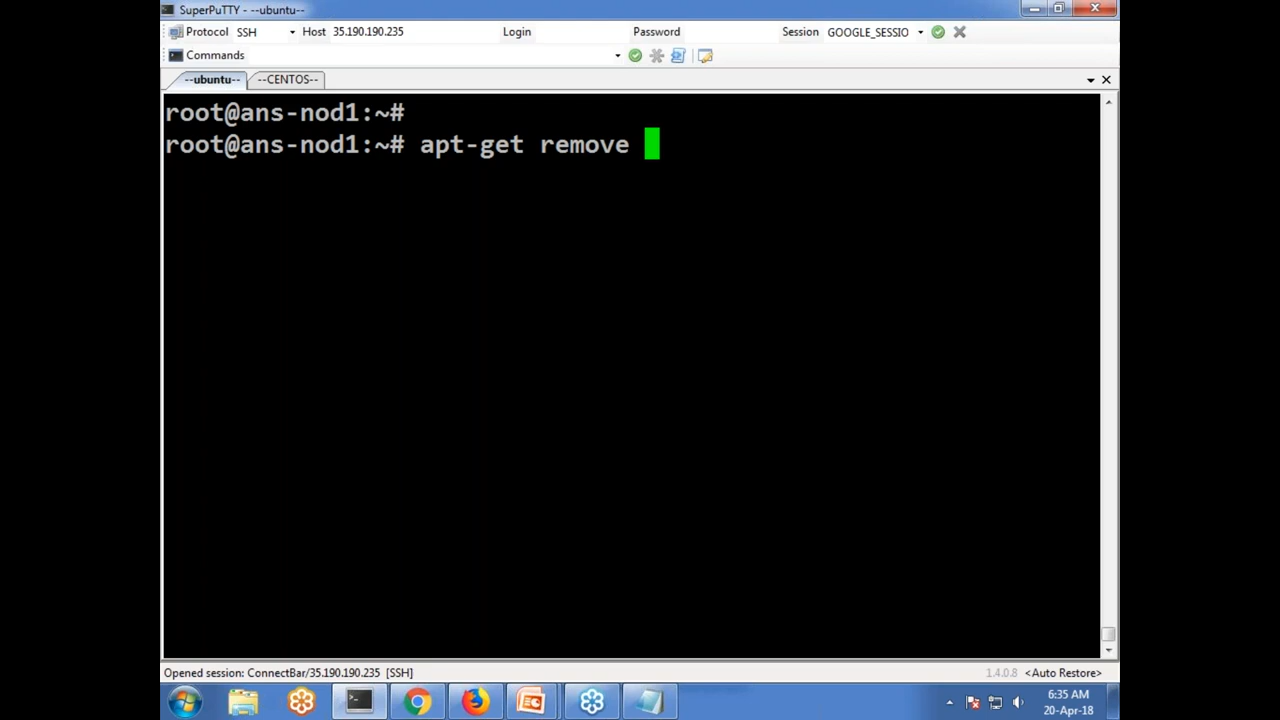 SuperPuTTY - --ubuntu--
Protocol SSH Host 35.190.190.235 Login Password Session GOOGLE_SESSIO
Commands
--ubuntu-- --CENTOS--
root@ans-nod1:~#
root@ans-nod1:~# apt-get remove
Opened session: ConnectBar/35.190.190.235 [SSH] 1.4.0.8 <Auto Restore>
6:35 AM
20-Apr-18